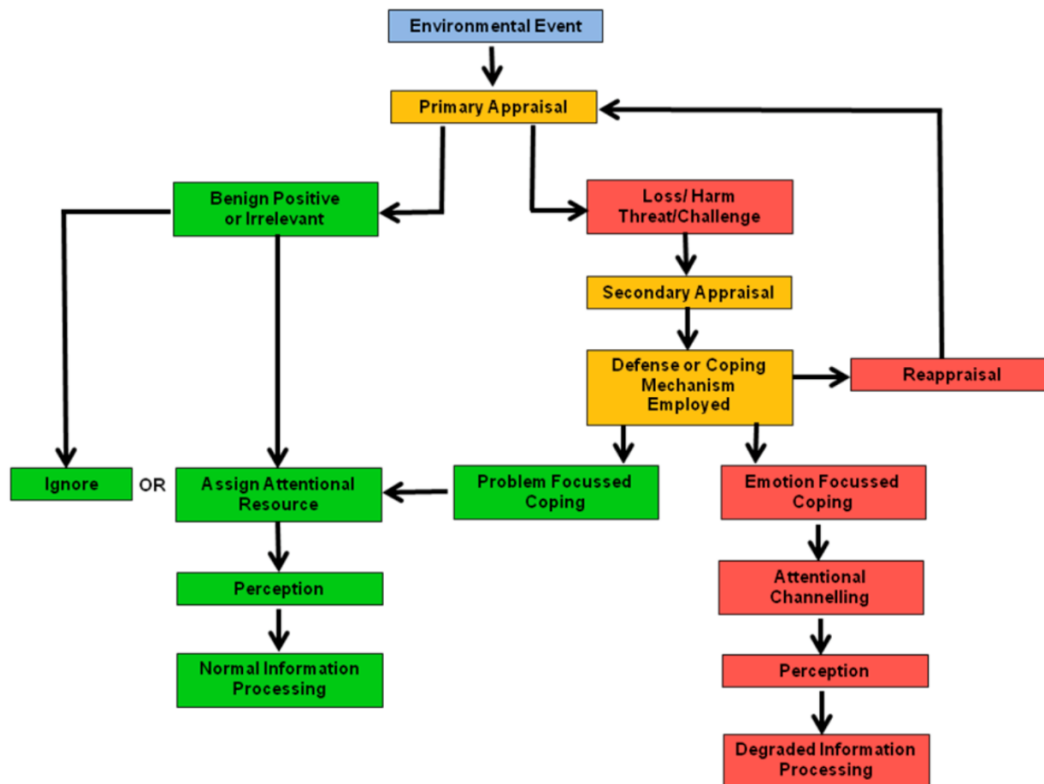 Environmental Event
Primary Appraisal
Benign Positive
or Irrelevant
Loss/ Harm
Threat/Challenge
Secondary Appraisal
Defense or Coping
Mechanism
Employed
Reappraisal
Ignore
OR
Assign Attentional
Resource
Problem Focussed
Coping
Emotion Focussed
Coping
Perception
Attentional
Channelling
Normal Information
Processing
Perception
Degraded Information
Processing